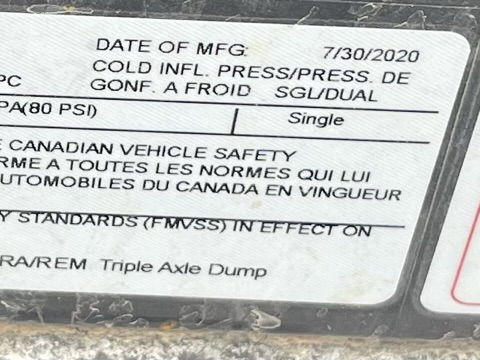 DATE OF MFG: 7/30/2020
COLD INFL. PRESS/PRESS. DE
PC GONF. A FROID SGL/DUAL
PA(80 PSI) Single
E CANADIAN VEHICLE SAFETY
RME A TOUTES LES NORMES QUI LUI
UTOMOBILES DU CANADA EN VINGUEUR
Y STANDARDS (FMVSS) IN EFFECT ON
RA/REM Triple Axle Dump